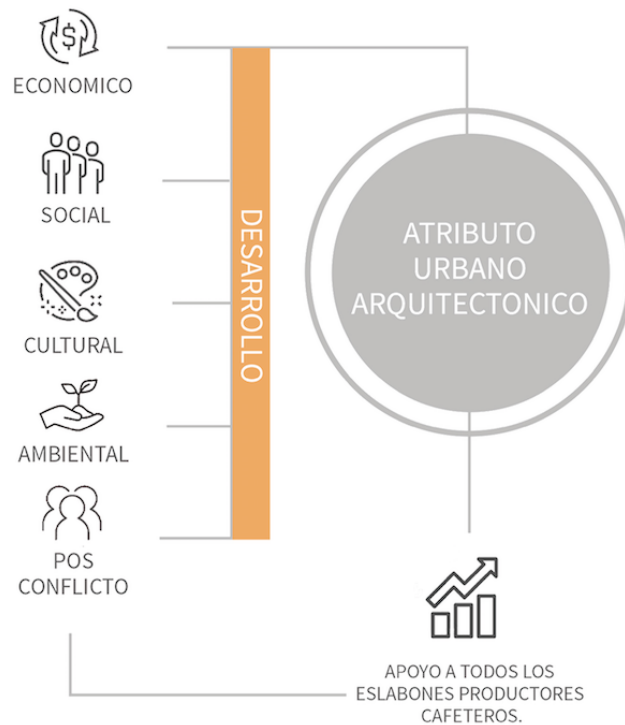 $
ECONOMICO
SOCIAL
CULTURAL
AMBIENTAL
POS
CONFLICTO
DESARROLLO
ATRIBUTO
URBANO
ARQUITECTONICO
APOYO A TODOS LOS
ESLABONES PRODUCTORES
CAFETEROS.